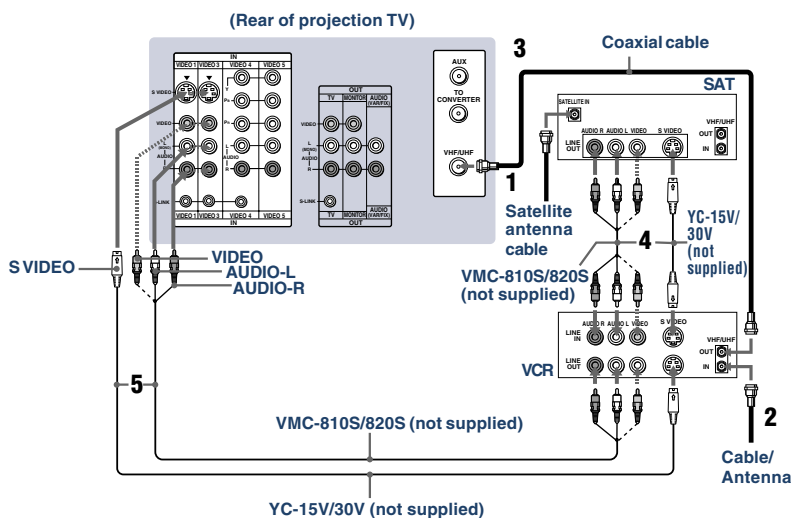 (Rear of projection TV)
IN
VIDEO 1 VIDEO 3 VIDEO 4 VIDEO 5
S VIDEO
Y
VIDEO
PB
L
(MONO)
AUDIO
R
PR
L
AUDIO
R
S-LINK
VIDEO 1 VIDEO 3 VIDEO 4 VIDEO 5
IN
OUT
TV MONITOR AUDIO (VAR/FIX)
VIDEO
L
(MONO)
AUDIO
R
S-LINK
AUDIO (VAR/FIX)
TV MONITOR
OUT
AUX
TO CONVERTER
VHF/UHF
1
3
Coaxial cable
SAT
SATELLITE IN
AUDIO R AUDIO L VIDEO S VIDEO
LINE OUT
VHF/UHF
OUT
IN
Satellite
antenna
cable
4
YC-15V/
30V
(not
supplied)
VMC-810S/820S
(not supplied)
S VIDEO
VIDEO
AUDIO-L
AUDIO-R
AUDIO R AUDIO L VIDEO S VIDEO
LINE IN
LINE OUT
VHF/UHF
OUT
IN
VCR
5
2
Cable/
Antenna
VMC-810S/820S (not supplied)
YC-15V/30V (not supplied)